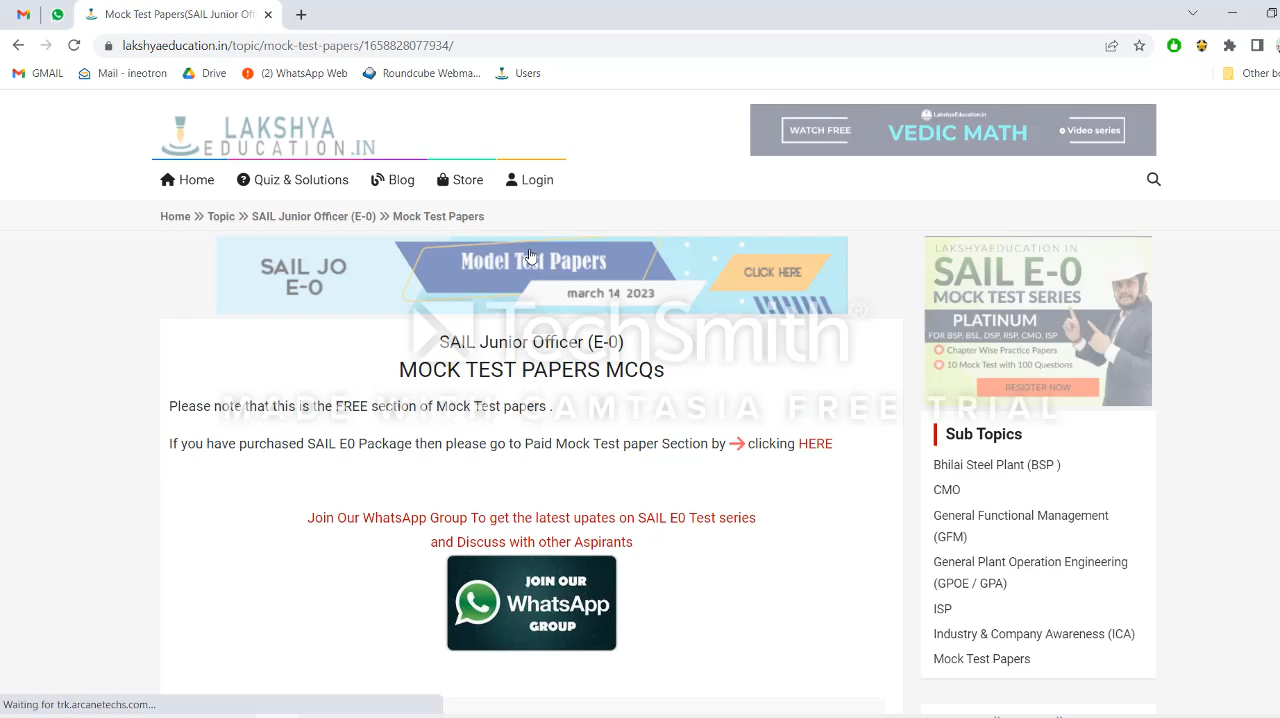 Mock Test Papers(SAIL Junior Off
lakshyaeducation.in/topic/mock-test-papers/1658828077934/
GMAIL
Mail - ineotron
Drive
(2) WhatsApp Web
Roundcube Webma...
Users
Other bo
LAKSHYA
EDUCATION.IN
WATCH FREE
LakshyaEducation.in
VEDIC MATH
Video series
Home
Quiz & Solutions
Blog
Store
Login
Home » Topic » SAIL Junior Officer (E-0) » Mock Test Papers
SAIL JO
E-0
Model Test Papers
march 14 2023
CLICK HERE
LAKSHYAEDUCATION.IN
SAIL E-0
MOCK TEST SERIES
PLATINUM
FOR BSP, BSL, DSP, RSP, CMO, ISP
Chapter Wise Practice Papers
10 Mock Test with 100 Questions
RESIGTER NOW
TechSmith®
MADE WITH CAMTASIA FREE TRIAL
SAIL Junior Officer (E-0)
MOCK TEST PAPERS MCQs
Please note that this is the FREE section of Mock Test papers .
If you have purchased SAIL E0 Package then please go to Paid Mock Test paper Section by → clicking HERE
Join Our WhatsApp Group To get the latest upates on SAIL E0 Test series
and Discuss with other Aspirants
JOIN OUR
WhatsApp
GROUP
Sub Topics
Bhilai Steel Plant (BSP )
CMO
General Functional Management
(GFM)
General Plant Operation Engineering
(GPOE / GPA)
ISP
Industry & Company Awareness (ICA)
Mock Test Papers
Waiting for trk.arcanetechs.com...